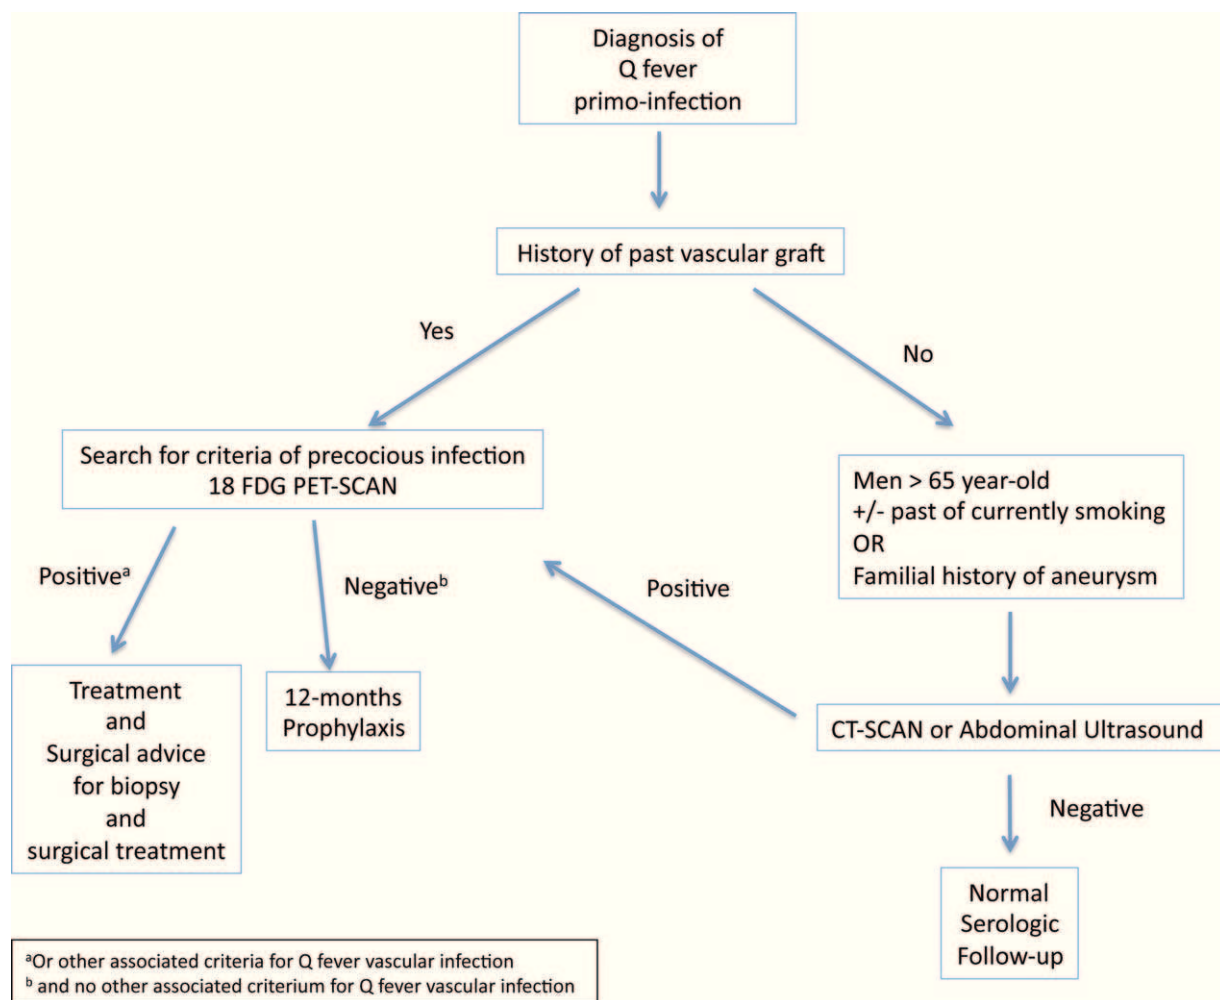 Diagnosis of
Q fever
primo-infection
History of past vascular graft
Yes
No
Search for criteria of precocious infection
18 FDG PET-SCAN
Men > 65 year-old
+/- past of currently smoking
OR
Familial history of aneurysm
Positiveᵃ
Negativeᵇ
Positive
Treatment
and
Surgical advice
for biopsy
and
surgical treatment
12-months
Prophylaxis
CT-SCAN or Abdominal Ultrasound
Negative
Normal
Serologic
Follow-up
ᵃOr other associated criteria for Q fever vascular infection
ᵇ and no other associated criterium for Q fever vascular infection